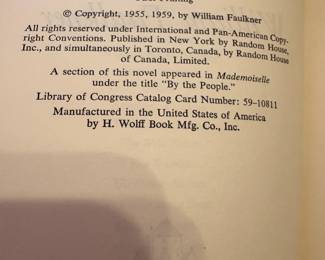 © Copyright, 1955, 1959, by William Faulkner
All rights reserved under International and Pan-American Copy-
right Conventions. Published in New York by Random House,
Inc., and simultaneously in Toronto, Canada, by Random House
of Canada, Limited.
A section of this novel appeared in Mademoiselle
under the title "By the People."
Library of Congress Catalog Card Number: 59-10811
Manufactured in the United States of America
by H. Wolff Book Mfg. Co., Inc.